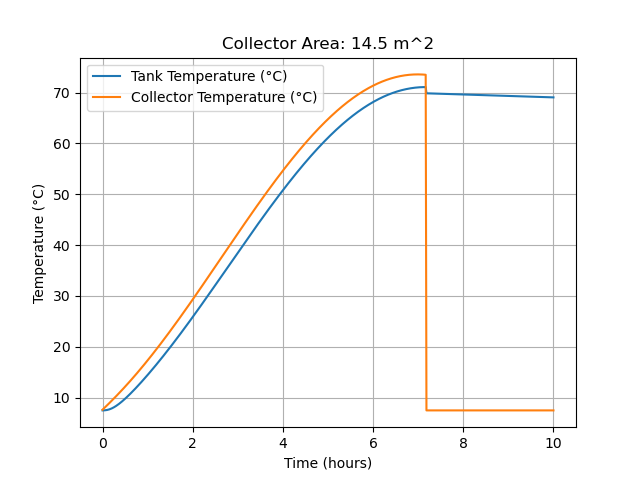 Collector Area: 14.5 m^2
Tank Temperature (°C)
Collector Temperature (°C)
Temperature (°C)
70
60
50
40
30
20
10
0 2 4 6 8 10
Time (hours)